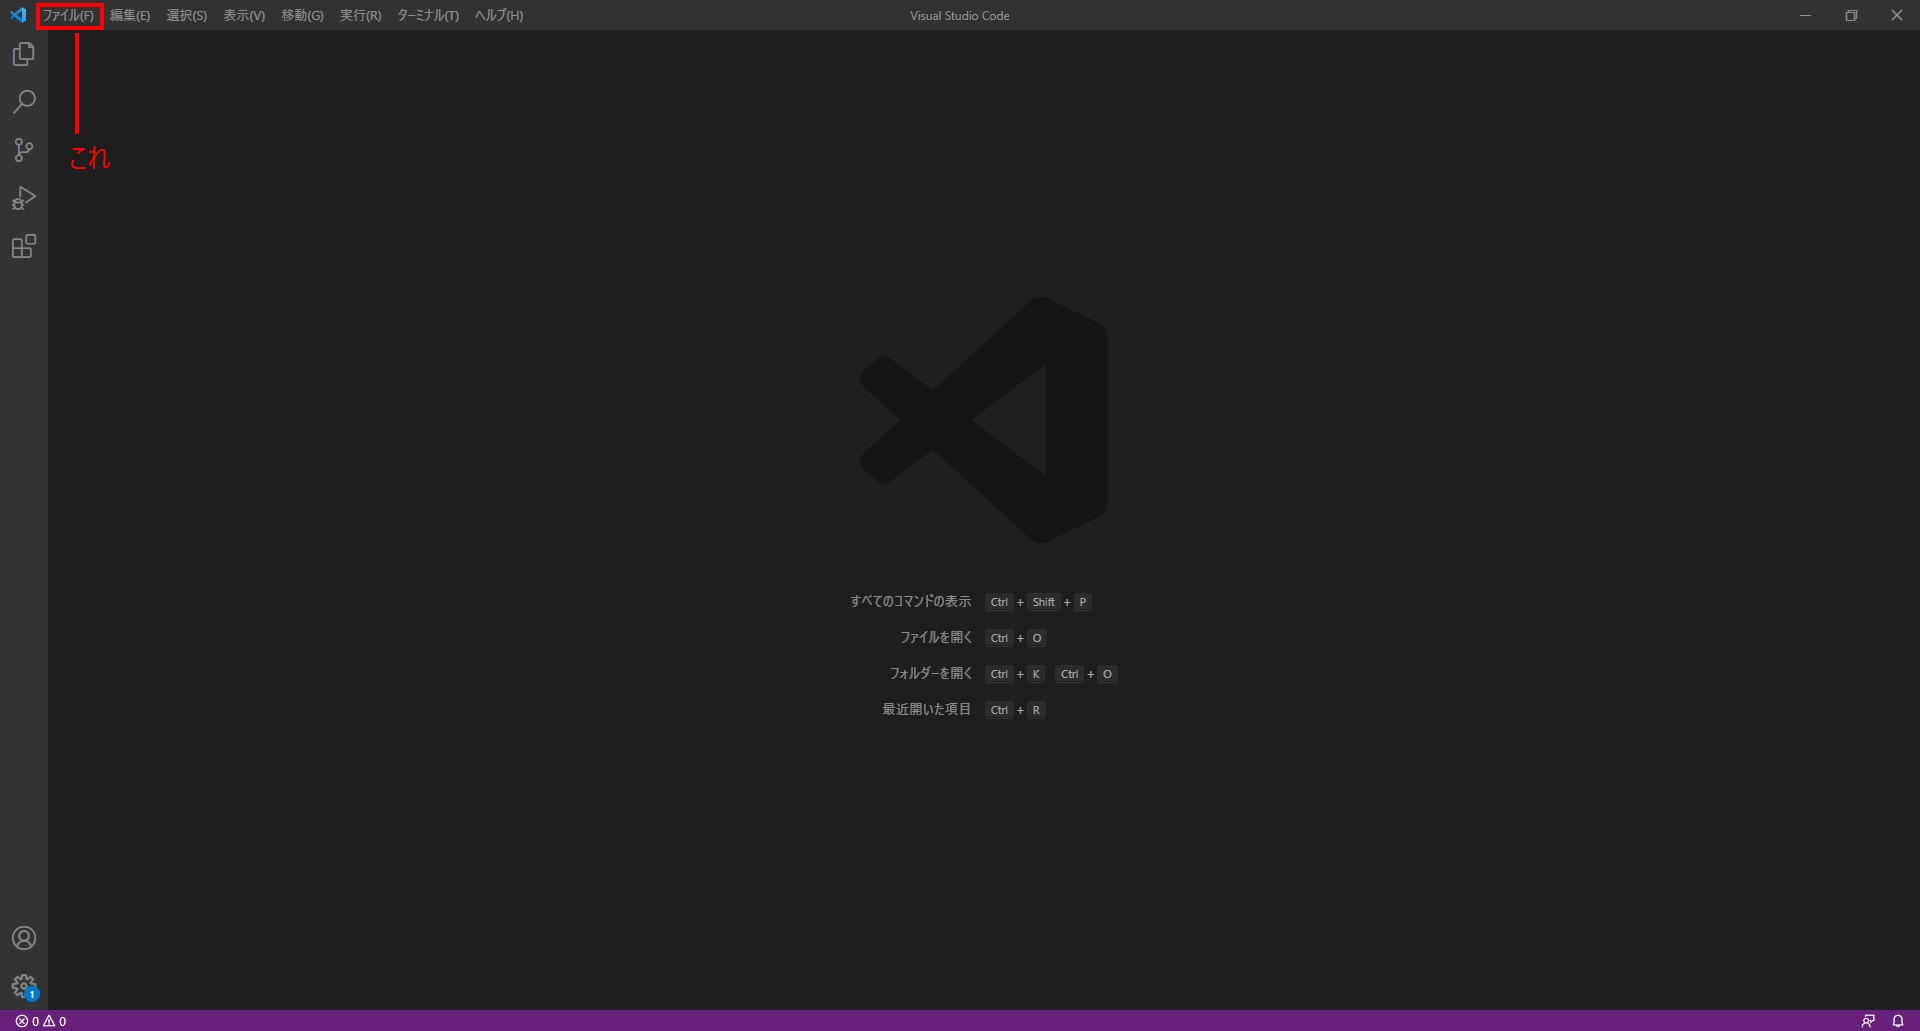 ファイル(F) 編集(E) 選択(S) 表示(V) 移動(G) 実行(R) ターミナル(T) ヘルプ(H) Visual Studio Code
これ
すべてのコマンドの表示 Ctrl + Shift + P
ファイルを開く Ctrl + O
フォルダーを開く Ctrl + K Ctrl + O
最近開いた項目 Ctrl + R
1
0 0